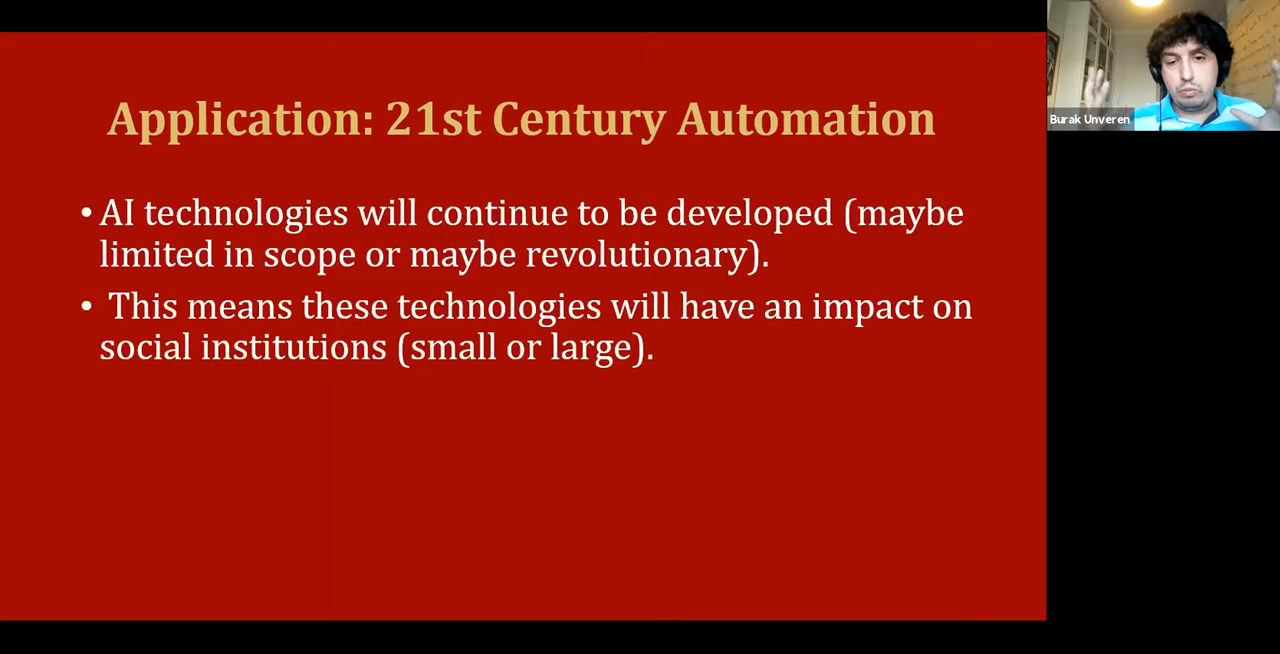 Application: 21st Century Automation
• AI technologies will continue to be developed (maybe
limited in scope or maybe revolutionary).
• This means these technologies will have an impact on
social institutions (small or large).
Burak Unveren